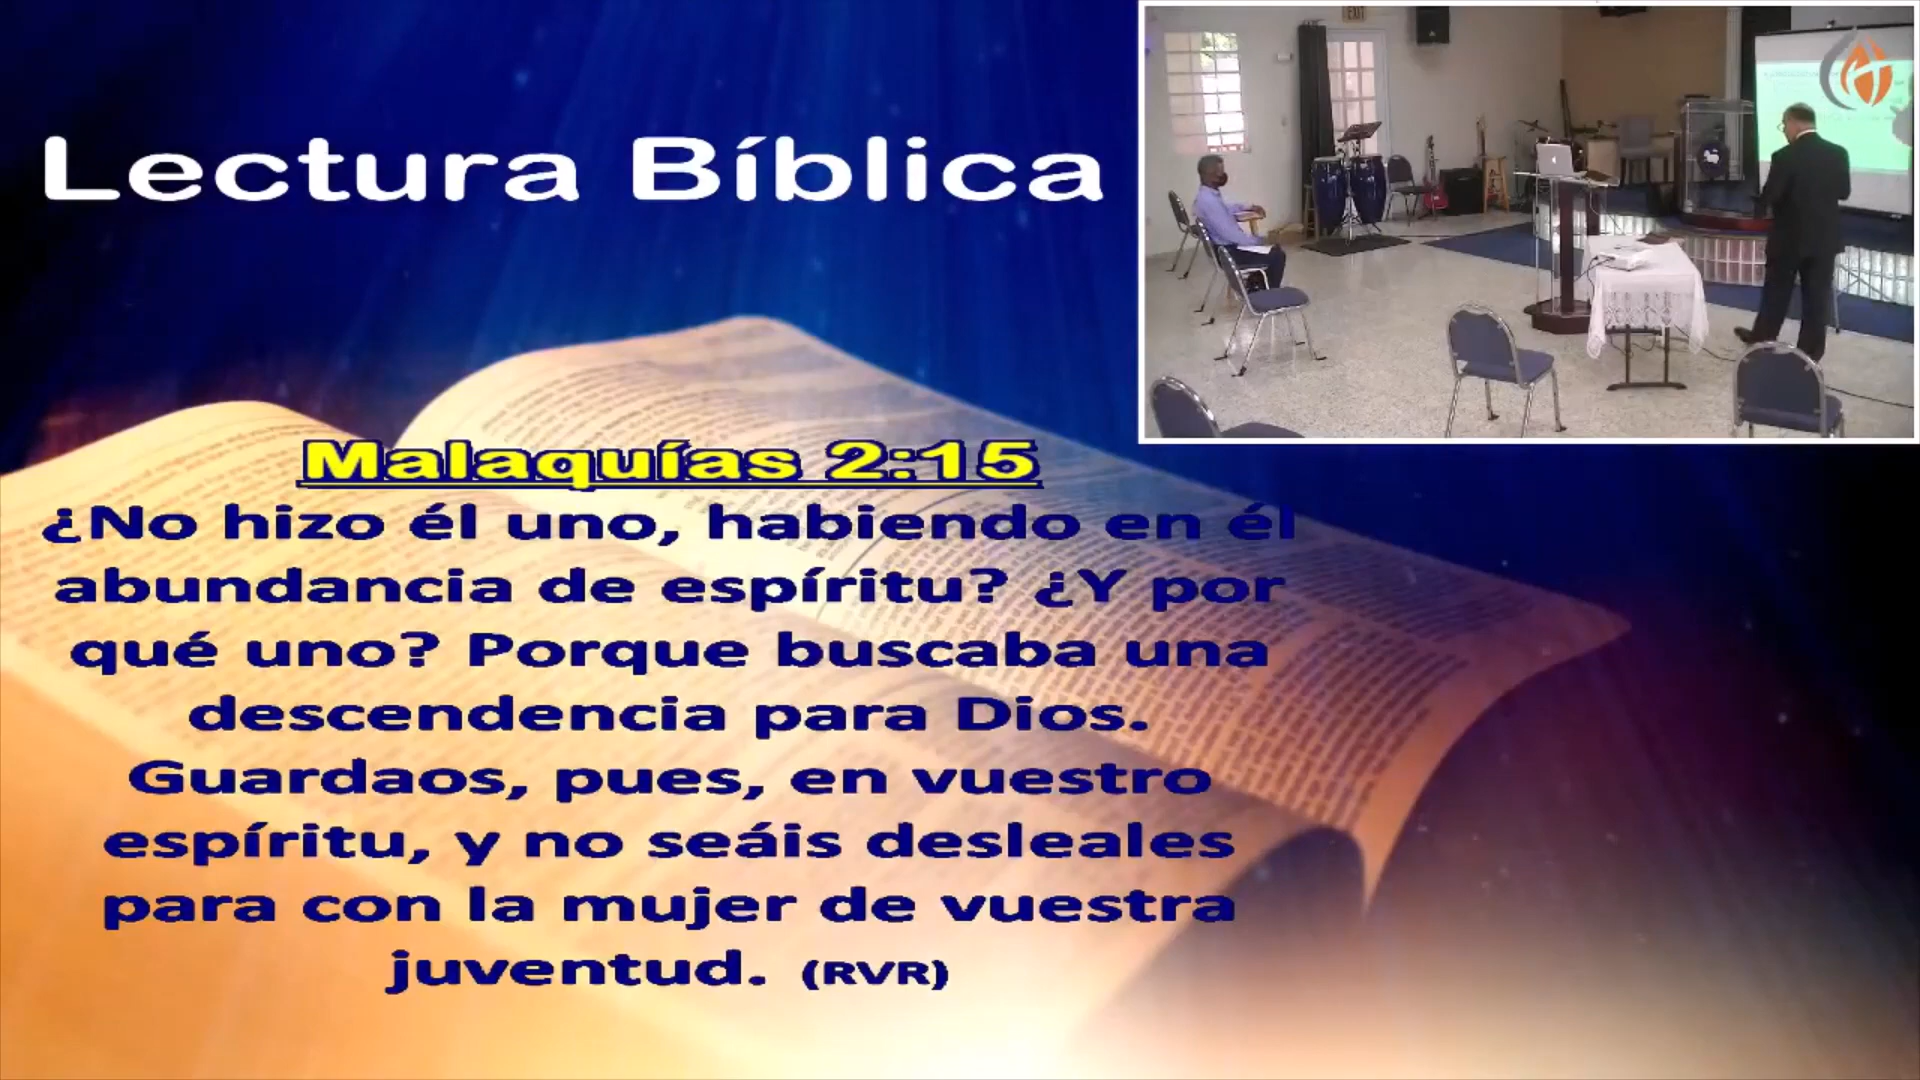 Lectura Bíblica
EXIT
Malaquías 2:15
¿No hizo él uno, habiendo en él
abundancia de espíritu? ¿Y por
qué uno? Porque buscaba una
descendencia para Dios.
Guardaos, pues, en vuestro
espíritu, y no seáis desleales
para con la mujer de vuestra
juventud. (RVR)